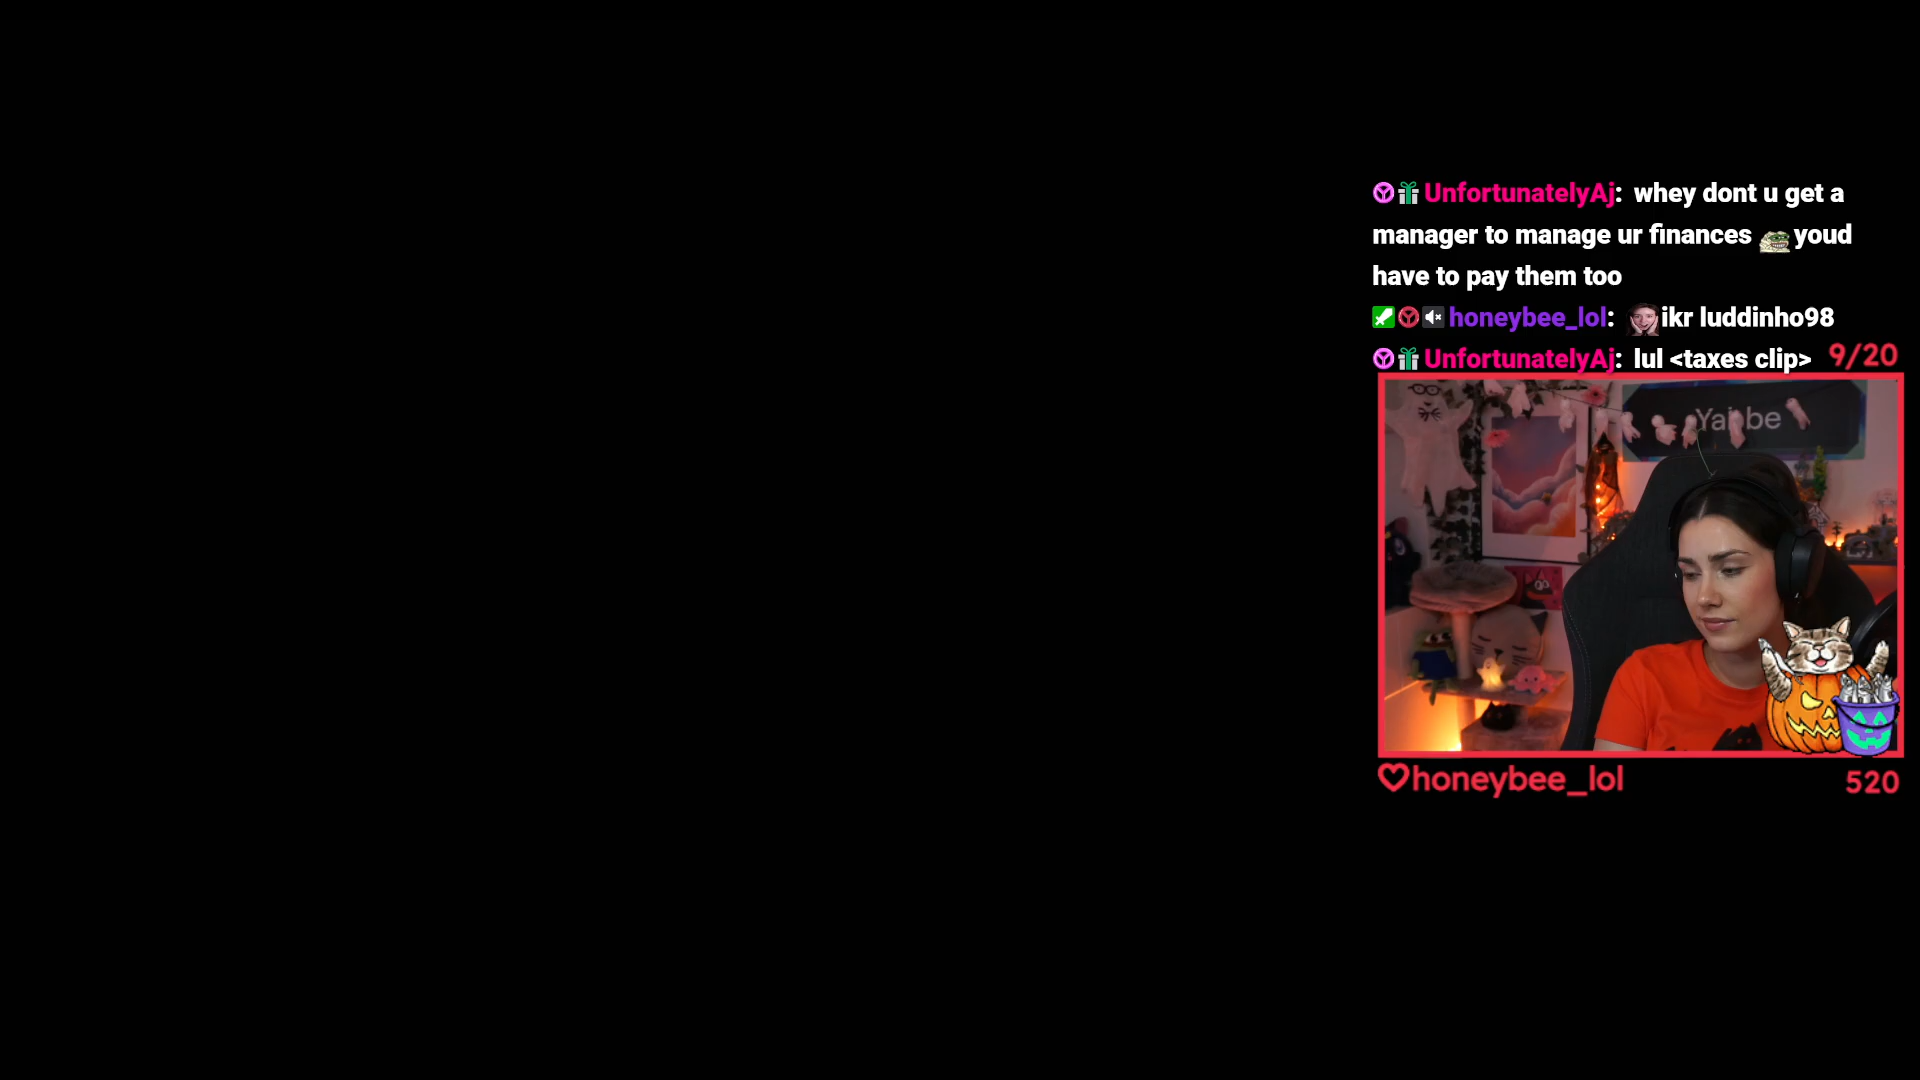 UnfortunatelyAj: whey dont u get a
manager to manage ur finances youd
have to pay them too
honeybee_lol: ikr luddinho98
UnfortunatelyAj: lul <taxes clip>
9/20
honeybee_lol
520